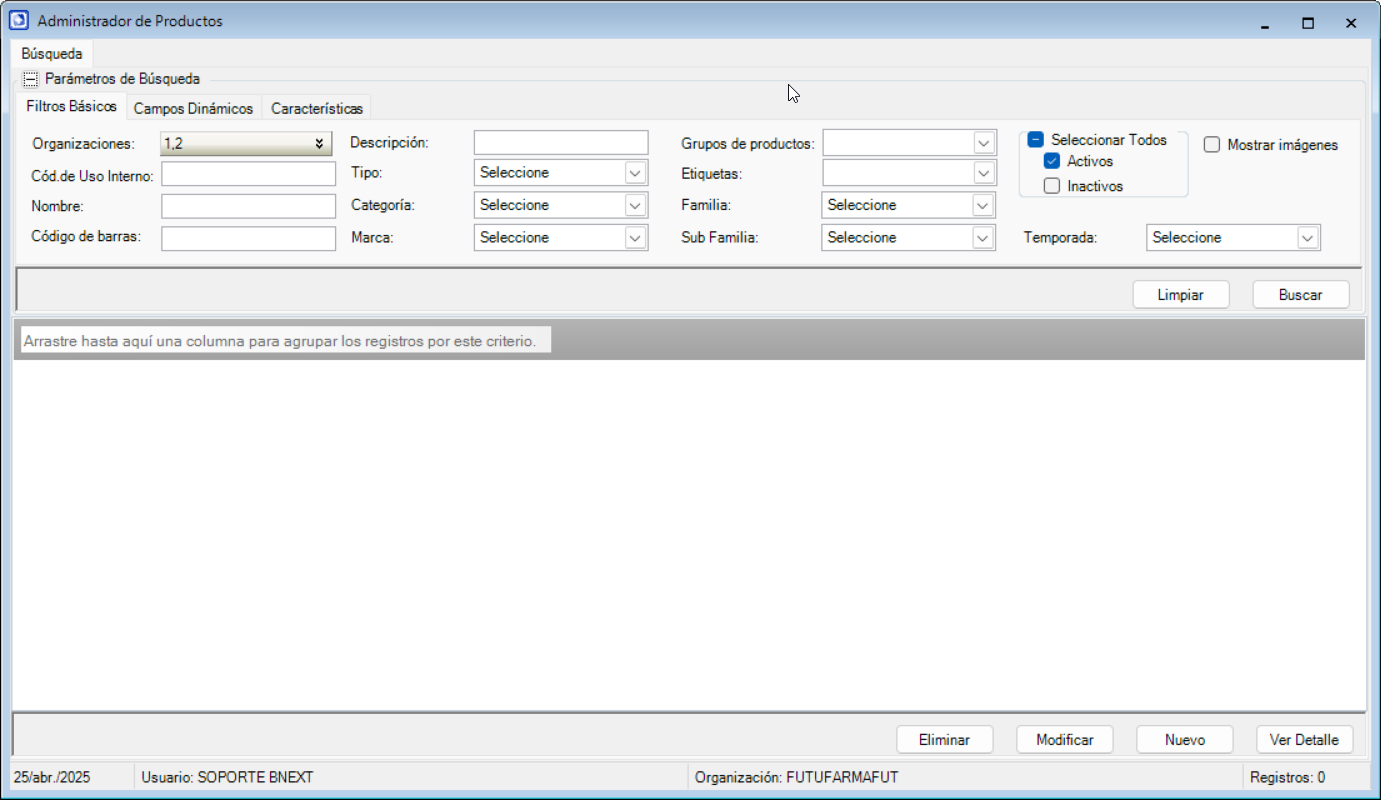 Administrador de Productos
Búsqueda
Parámetros de Búsqueda
Filtros Básicos Campos Dinámicos Características
Organizaciones: 1,2 Descripción: Grupos de productos: Seleccionar Todos Mostrar imágenes
Activos
Cód.de Uso Interno: Tipo: Seleccione Etiquetas: Inactivos
Nombre: Categoría: Seleccione Familia: Seleccione
Código de barras: Marca: Seleccione Sub Familia: Seleccione Temporada: Seleccione
Limpiar Buscar
Arrastre hasta aquí una columna para agrupar los registros por este criterio.
Eliminar Modificar Nuevo Ver Detalle
25/abr./2025 Usuario: SOPORTE BNEXT Organización: FUTUFARMAFUT Registros: 0